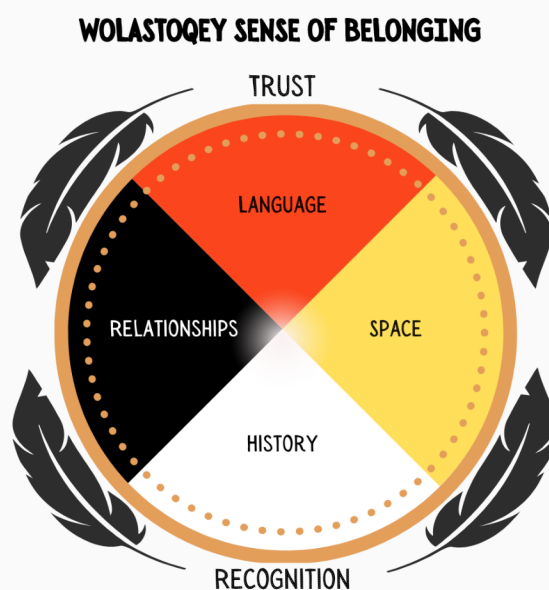 WOLASTOQEY SENSE OF BELONGING
TRUST
LANGUAGE
RELATIONSHIPS
SPACE
HISTORY
RECOGNITION